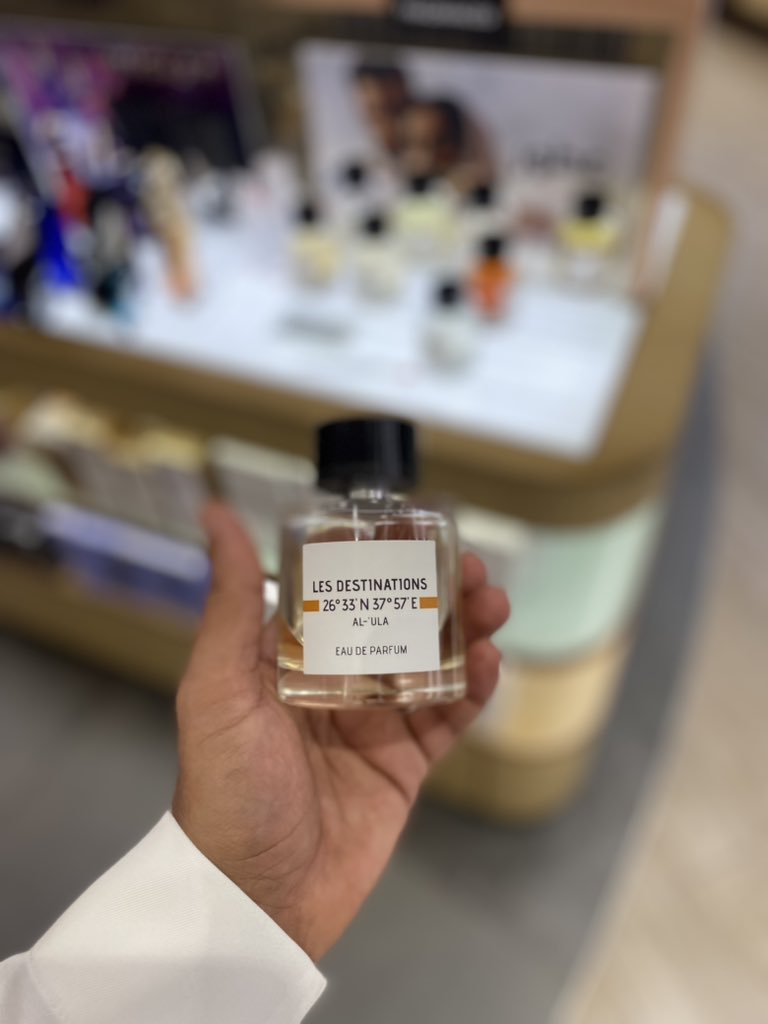 LES DESTINATIONS
26°33'N 37°57'E
AL-'ULA
EAU DE PARFUM